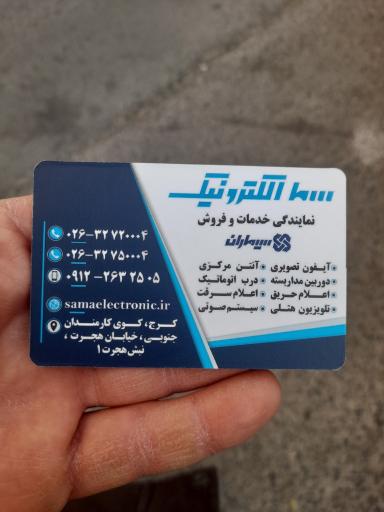 سما الکترونیک
نمایندگی خدمات و فروش
سیماران
آیفون تصویری
آنتن مرکزی
دوربین مداربسته
درب اتوماتیک
اعلام حریق
اعلام سرقت
تلویزیون هتلی
سیستم صوتی
۰۲۶-۳۲۷۲۰۰۰۴
۰۲۶-۳۲۷۵۰۰۰۴
۰۹۱۲-۲۶۳۲۵۰۵
samaelectronic.ir
کرج، کوی کارمندان
جنوبی، خیابان هجرت،
نبش هجرت ۱